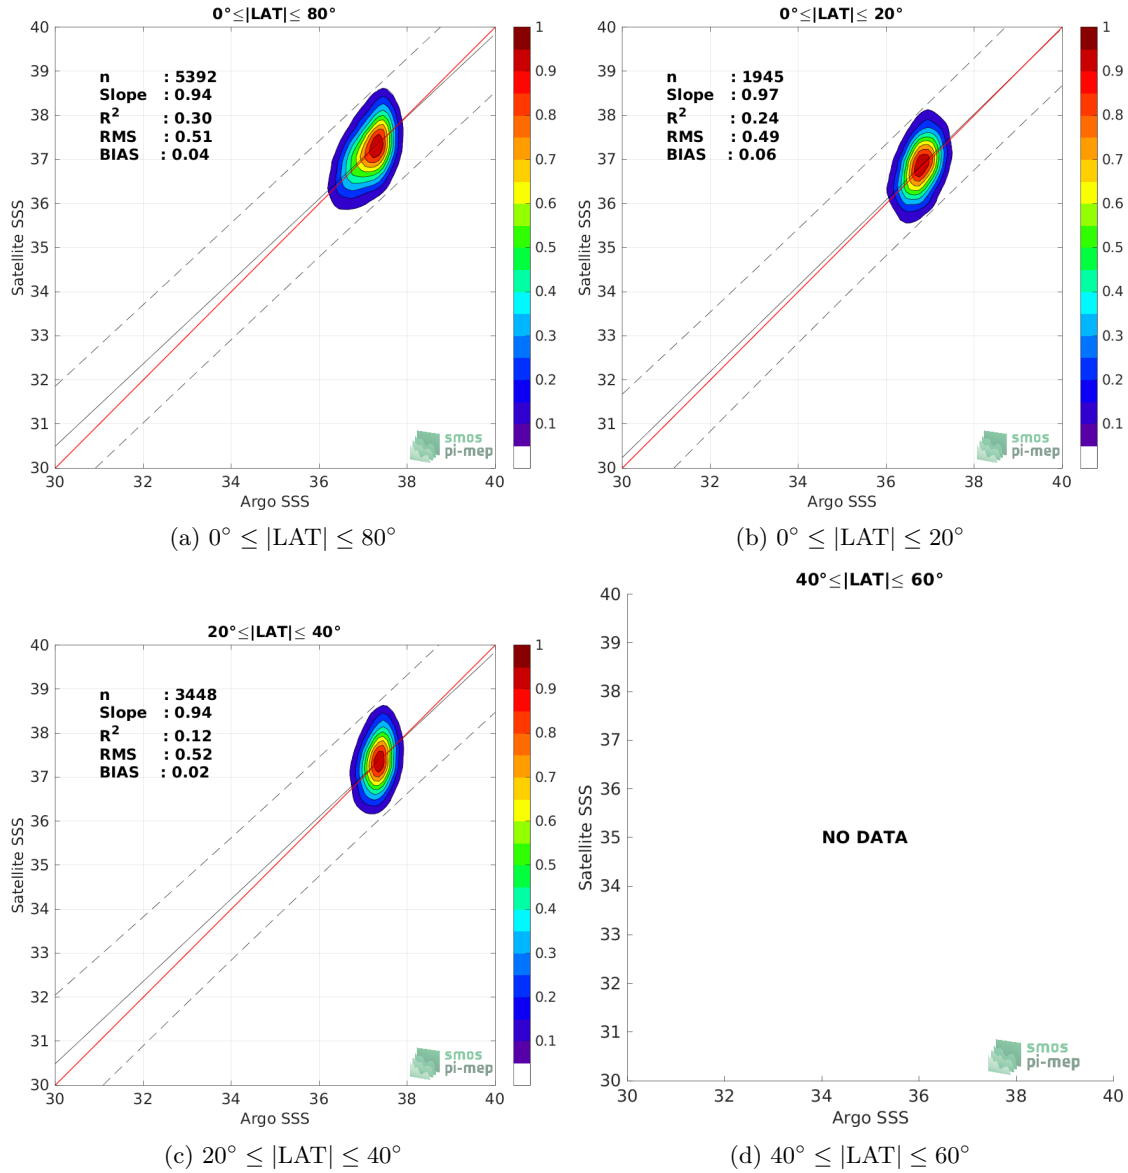 0°≤|LAT|≤ 80°
40
39
38
37
36
35
34
33
32
31
30
Satellite SSS
n : 5392
Slope : 0.94
R² : 0.30
RMS : 0.51
BIAS : 0.04
smos
pi-mep
30 32 34 36 38 40
Argo SSS
1
0.9
0.8
0.7
0.6
0.5
0.4
0.3
0.2
0.1
(a) 0° ≤ |LAT| ≤ 80°
0°≤|LAT|≤ 20°
40
39
38
37
36
35
34
33
32
31
30
Satellite SSS
n : 1945
Slope : 0.97
R² : 0.24
RMS : 0.49
BIAS : 0.06
smos
pi-mep
30 32 34 36 38 40
Argo SSS
1
0.9
0.8
0.7
0.6
0.5
0.4
0.3
0.2
0.1
(b) 0° ≤ |LAT| ≤ 20°
20°≤|LAT|≤ 40°
40
39
38
37
36
35
34
33
32
31
30
Satellite SSS
n : 3448
Slope : 0.94
R² : 0.12
RMS : 0.52
BIAS : 0.02
smos
pi-mep
30 32 34 36 38 40
Argo SSS
1
0.9
0.8
0.7
0.6
0.5
0.4
0.3
0.2
0.1
(c) 20° ≤ |LAT| ≤ 40°
40°≤|LAT|≤ 60°
40
39
38
37
36
35
34
33
32
31
30
Satellite SSS
NO DATA
smos
pi-mep
30 32 34 36 38 40
Argo SSS
(d) 40° ≤ |LAT| ≤ 60°